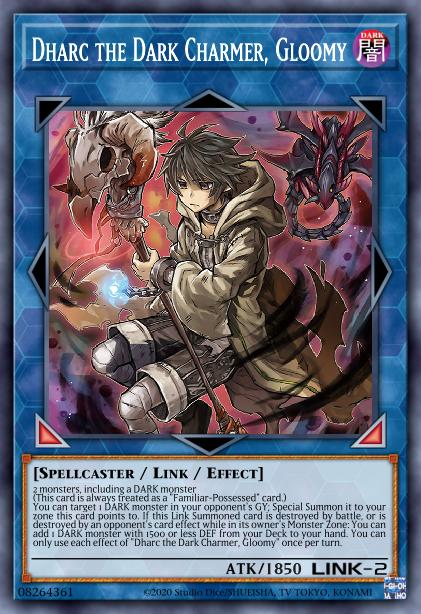 DHARC THE DARK CHARMER, GLOOMY
DARK
闇
[SPELLCASTER / LINK / EFFECT]
2 monsters, including a DARK monster
(This card is always treated as a "Familiar-Possessed" card.)
You can target 1 DARK monster in your opponent's GY; Special Summon it to your
zone this card points to. If this Link Summoned card is destroyed by battle, or is
destroyed by an opponent's card effect while in its owner's Monster Zone: You can
add 1 DARK monster with 1500 or less DEF from your Deck to your hand. You can
only use each effect of "Dharc the Dark Charmer, Gloomy" once per turn.
ATK/1850 LINK-2
08264361 ©2020 Studio Dice/SHUEISHA, TV TOKYO, KONAMI